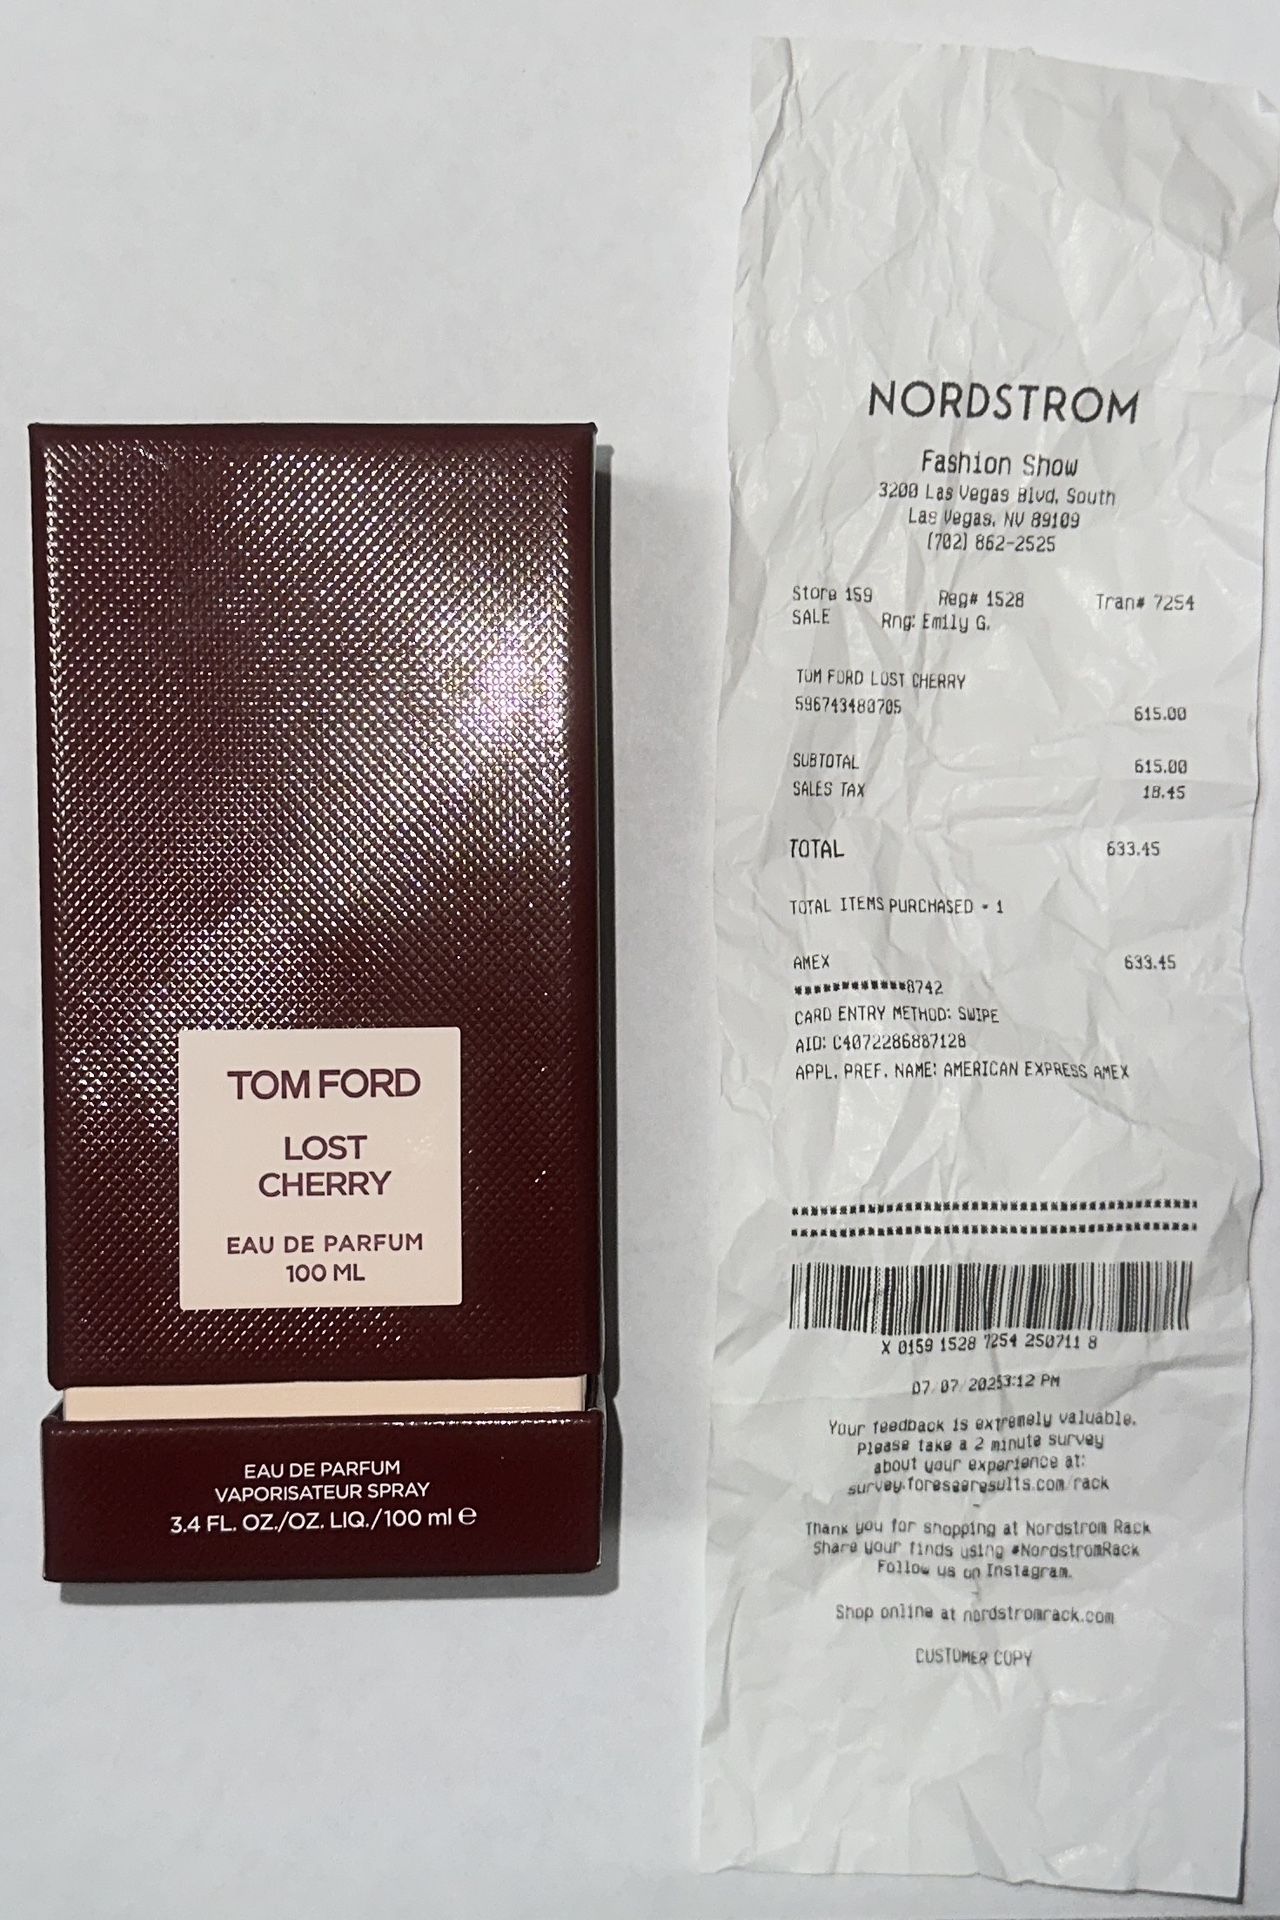 TOM FORD
LOST
CHERRY
EAU DE PARFUM
100 ML
EAU DE PARFUM
VAPORISATEUR SPRAY
3.4 FL. OZ./OZ. LIQ./100 ml ℮
NORDSTROM
Fashion Show
3200 Las Vegas Blvd, South
Las Vegas, NV 89109
(702) 862-2525
Store 159 Reg# 1528 Tran# 7254
SALE Rng: Emily G.
TOM FORD LOST CHERRY
596743480705 615.00
SUBTOTAL 615.00
SALES TAX 18.45
TOTAL 633.45
TOTAL ITEMS PURCHASED - 1
AMEX 633.45
************8742
CARD ENTRY METHOD: SWIPE
AID: C4072286887128
APPL. PREF. NAME: AMERICAN EXPRESS AMEX
X 0159 1528 7254 250711 8
07/07/2025 3:12 PM
Your feedback is extremely valuable.
Please take a 2 minute survey
about your experience at:
survey.foreseeresults.com/rack
-
Thank you for shopping at Nordstrom Rack
Share your finds using #NordstromRack
Follow us on Instagram.
-
Shop online at nordstromrack.com
CUSTOMER COPY